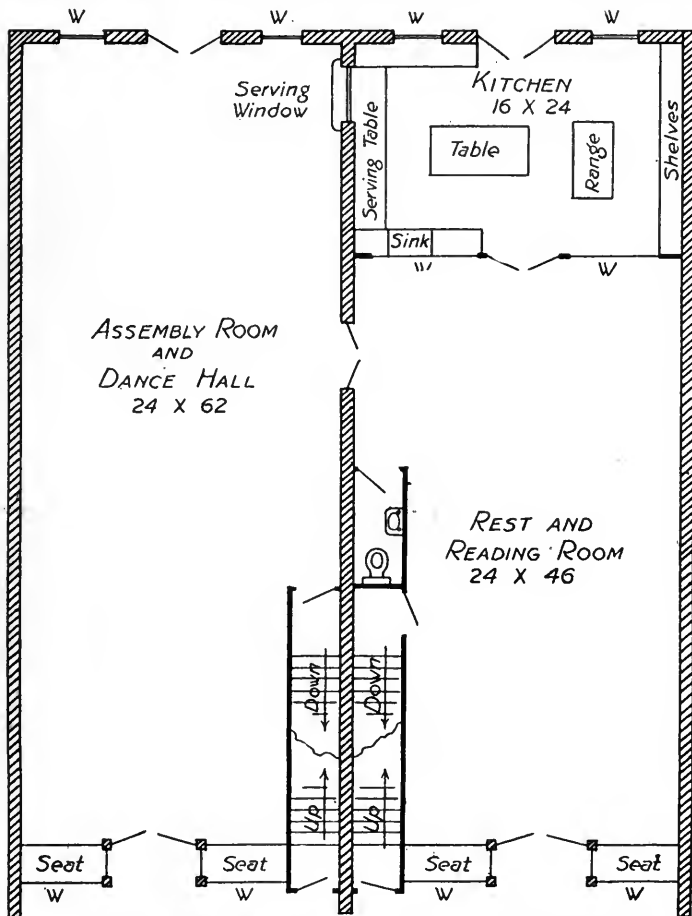 W
W
W
W
Serving
Window
KITCHEN
16 X 24
Serving Table
Table
Range
Shelves
Sink
W
W
ASSEMBLY ROOM
AND
DANCE HALL
24 X 62
REST AND
READING ROOM
24 X 46
Down
Down
Up
Up
Seat
Seat
Seat
Seat
W
W
W
W